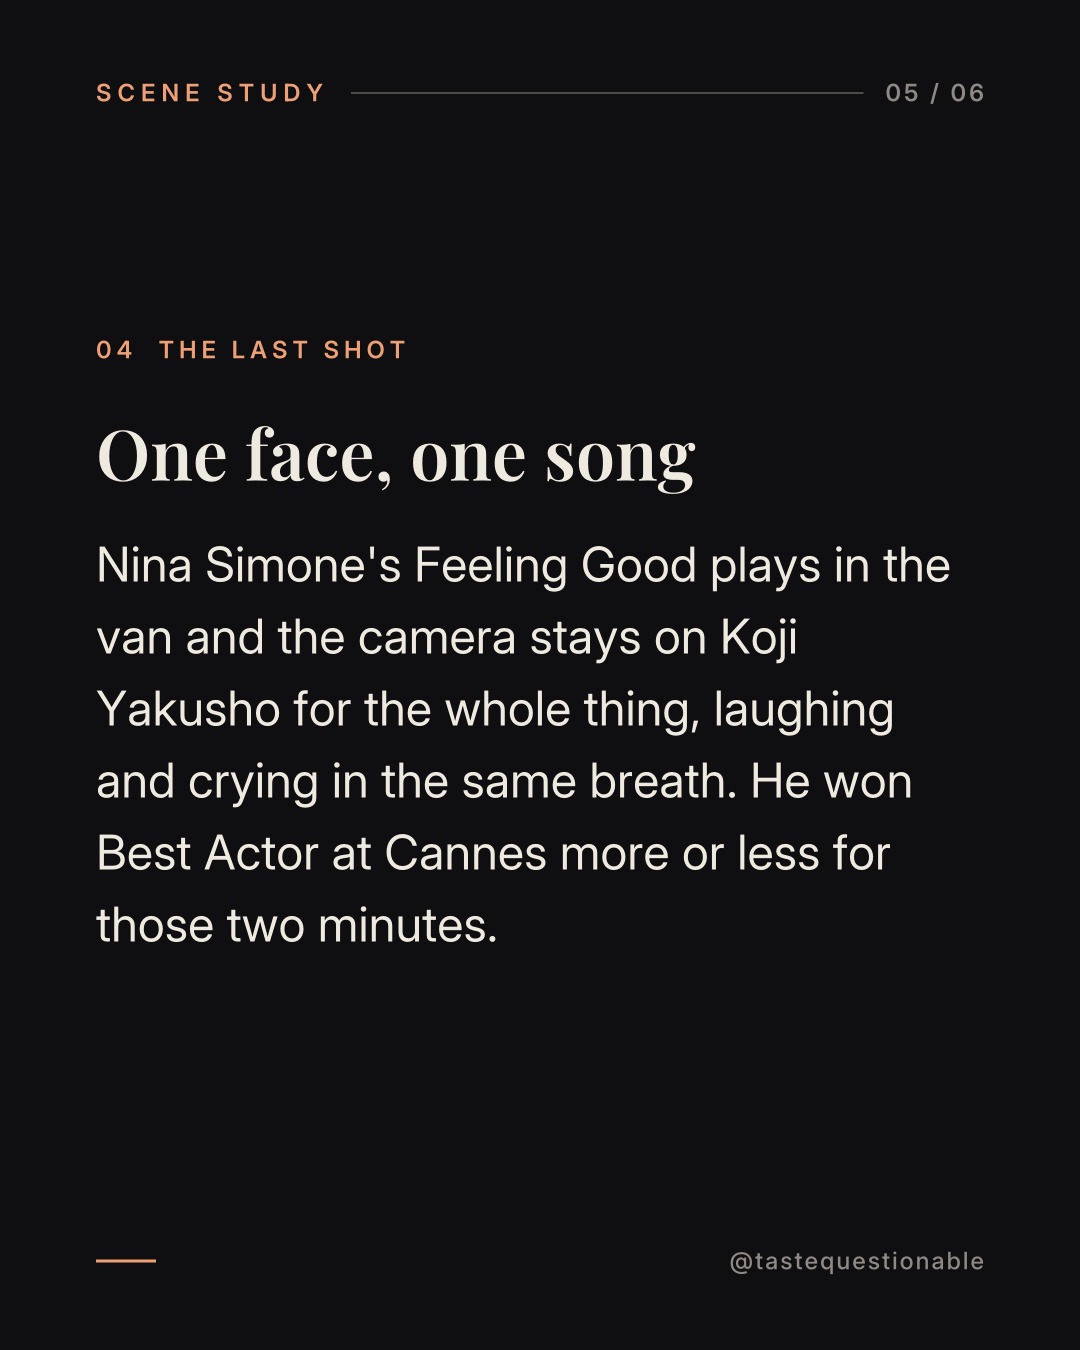 SCENE STUDY 05 / 06
04 THE LAST SHOT
One face, one song
Nina Simone's Feeling Good plays in the
van and the camera stays on Koji
Yakusho for the whole thing, laughing
and crying in the same breath. He won
Best Actor at Cannes more or less for
those two minutes.
@tastequestionable